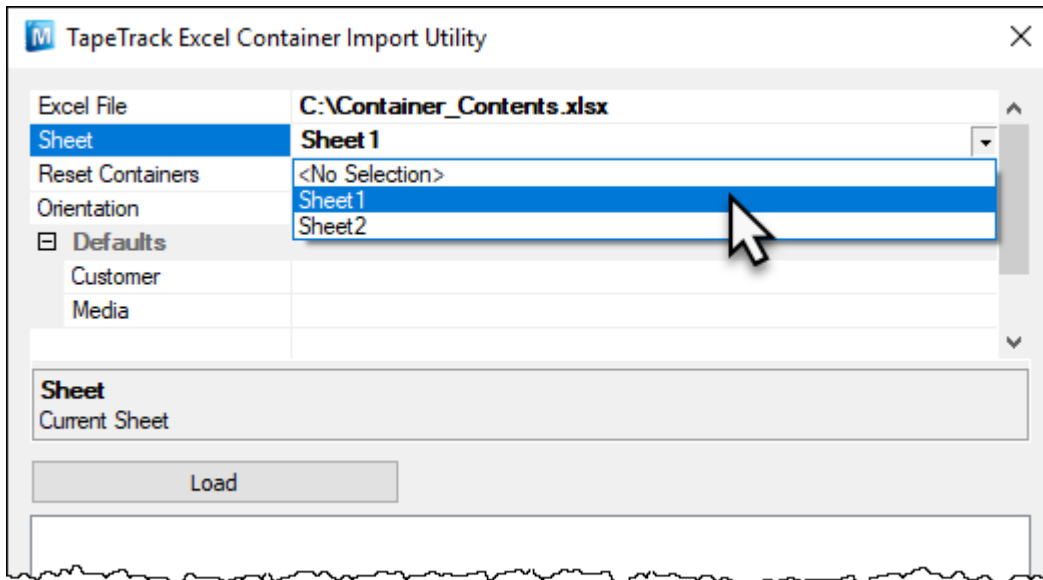 M TapeTrack Excel Container Import Utility
Excel File C:\Container_Contents.xlsx
Sheet Sheet1
Reset Containers <No Selection>
Sheet1
Orientation Sheet2
Defaults
Customer
Media
Sheet
Current Sheet
Load